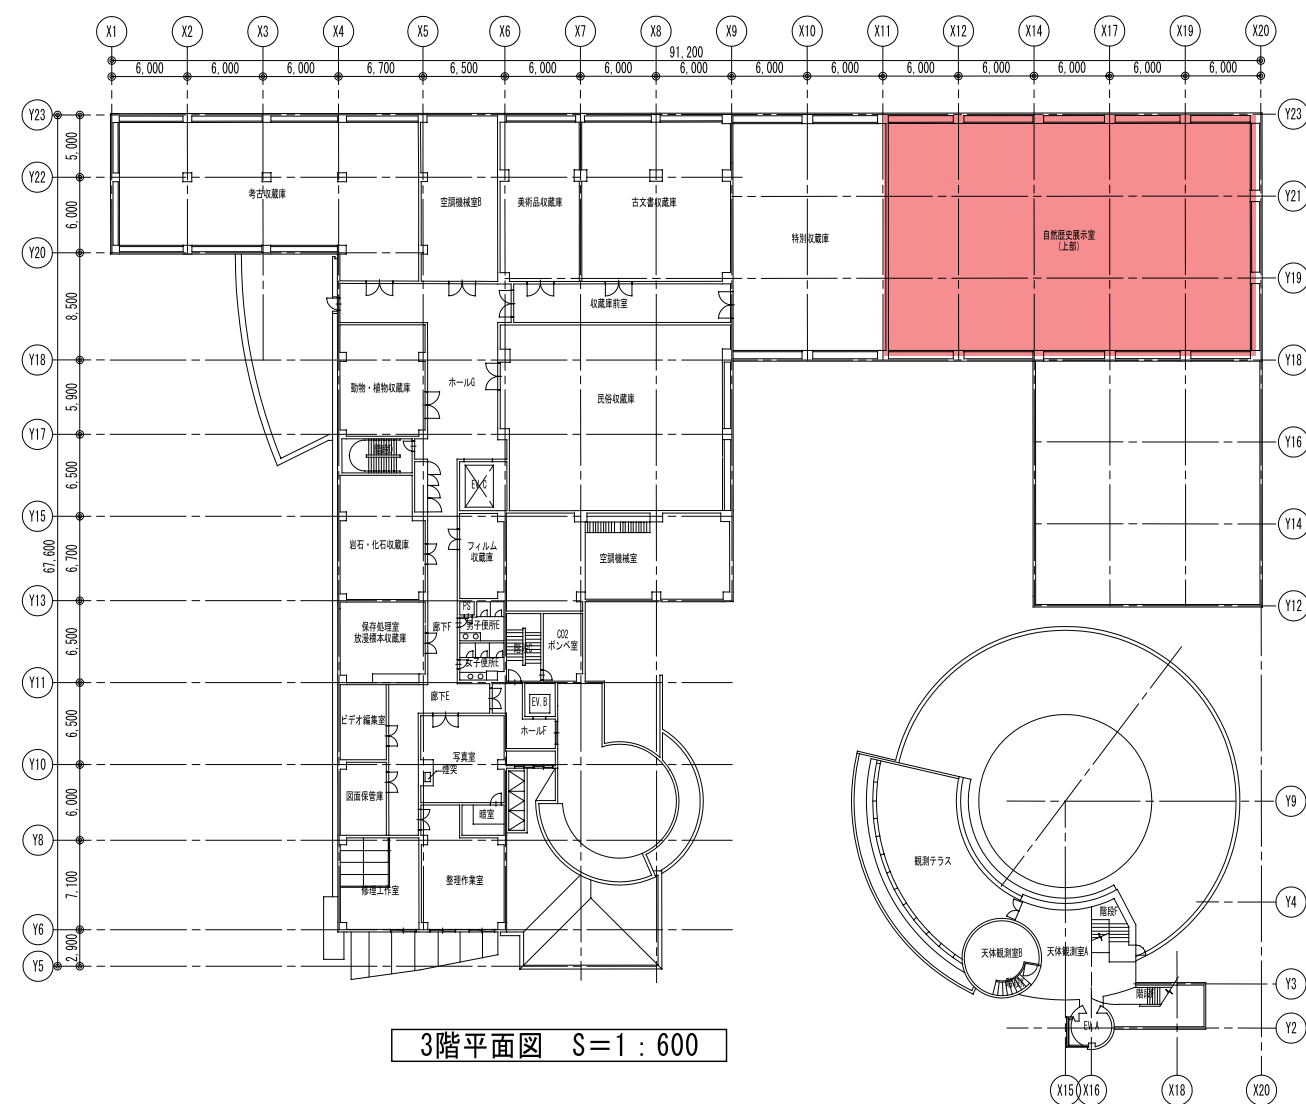 X1 X2 X3 X4 X5 X6 X7 X8 X9 X10 X11 X12 X14 X17 X19 X20
91,200
6,000 6,000 6,000 6,700 6,500 6,000 6,000 6,000 6,000 6,000 6,000 6,000 6,000 6,000 6,000
Y23 Y23
5,000
Y22
考古収蔵庫
空調機械室B
美術品収蔵庫
古文書収蔵庫
Y21
6,000
特別収蔵庫
自然歴史展示室
(上部)
Y20
Y19
8,500
収蔵庫前室
Y18 Y18
5,900
動物・植物収蔵庫
ホールG
民俗収蔵庫
Y17
Y16
6,500
EV.C
Y15
Y14
67,600
6,700
岩石・化石収蔵庫
フィルム
収蔵庫
空調機械室
Y13
Y12
PS
6,500
保存処理室
放浸標本収蔵庫
廊下F
男子便所E
女子便所E
CO2
ボンベ室
Y11
廊下E
EV.B
6,500
ビデオ編集室
ホールF
写真室
煙突
Y10
6,000
図面保管庫
暗室
Y9
Y8
観測テラス
7,100
修理工作室
整理作業室
Y4
階段F
Y6
天体観測室B
天体観測室A
2,900
Y5
Y3
EV.A
Y2
3階平面図 S=1:600
X15 X16 X18 X20